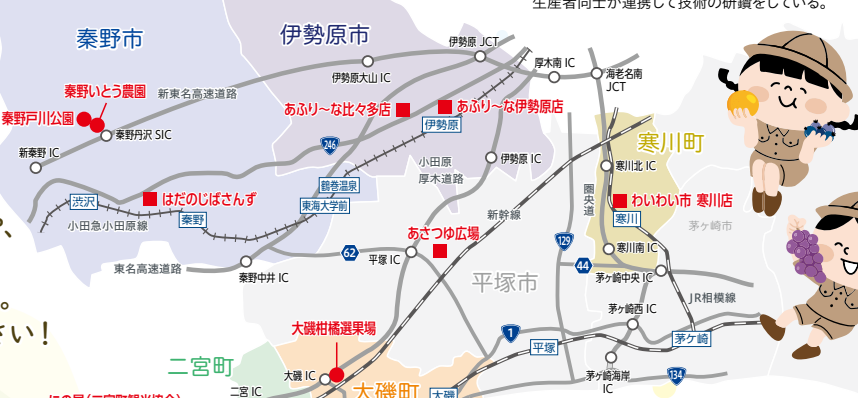 生産者同士が連携して技術の研鑽をしている。
秦野市
伊勢原市
伊勢原 JCT
厚木南 IC
海老名南
JCT
伊勢原大山 IC
新東名高速道路
秦野いとう農園
秦野戸川公園
秦野丹沢 SIC
新秦野 IC
あふり〜な比々多店
あふり〜な伊勢原店
伊勢原
246
寒川町
小田原
厚木道路
伊勢原 IC
寒川北 IC
鶴巻温泉
東海大学前
渋沢
はだのじばさんず
秦野
小田急小田原線
圏央道
わいわい市 寒川店
寒川
新幹線
茅ヶ崎市
あさつゆ広場
129
寒川南 IC
62
平塚 IC
44
東名高速道路
秦野中井 IC
茅ヶ崎中央 IC
平塚市
JR相模線
茅ヶ崎西 IC
大磯柑橘選果場
1
茅ヶ崎
平塚
二宮町
大磯 IC
茅ヶ崎海岸
IC
134
二宮 IC
大磯町
大磯
さい!